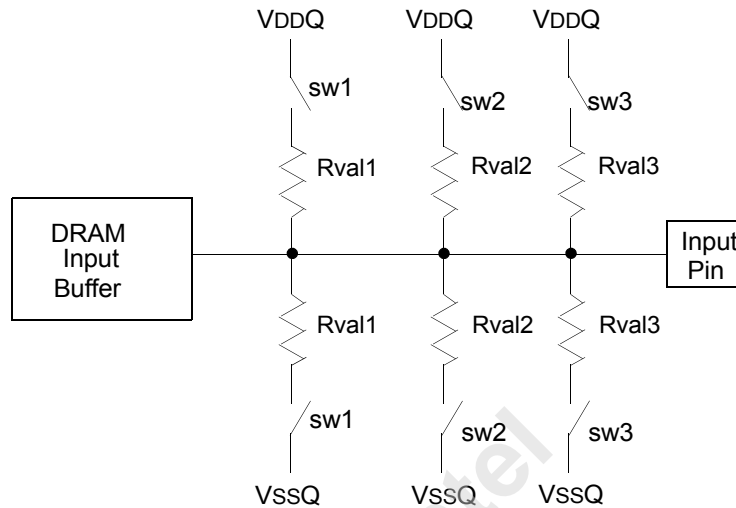 VDDQ VDDQ VDDQ
sw1 sw2 sw3
Rval1 Rval2 Rval3
DRAM
Input
Buffer
Input
Pin
Rval1 Rval2 Rval3
sw1 sw2 sw3
VSSQ VSSQ VSSQ